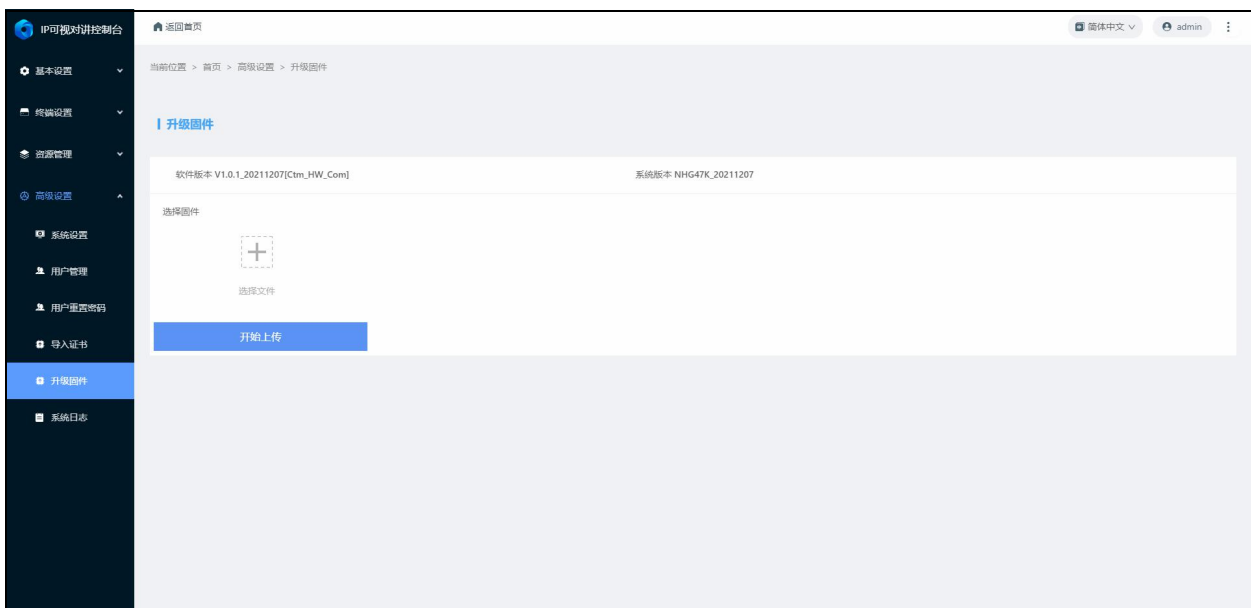 IP可视对讲控制台
返回首页
简体中文
admin
基本设置
终端设置
资源管理
高级设置
系统设置
用户管理
用户重置密码
导入证书
升级固件
系统日志
当前位置 > 首页 > 高级设置 > 升级固件
升级固件
软件版本 V1.0.1_20211207[Ctm_HW_Com]
系统版本 NHG47K_20211207
选择固件
选择文件
开始上传